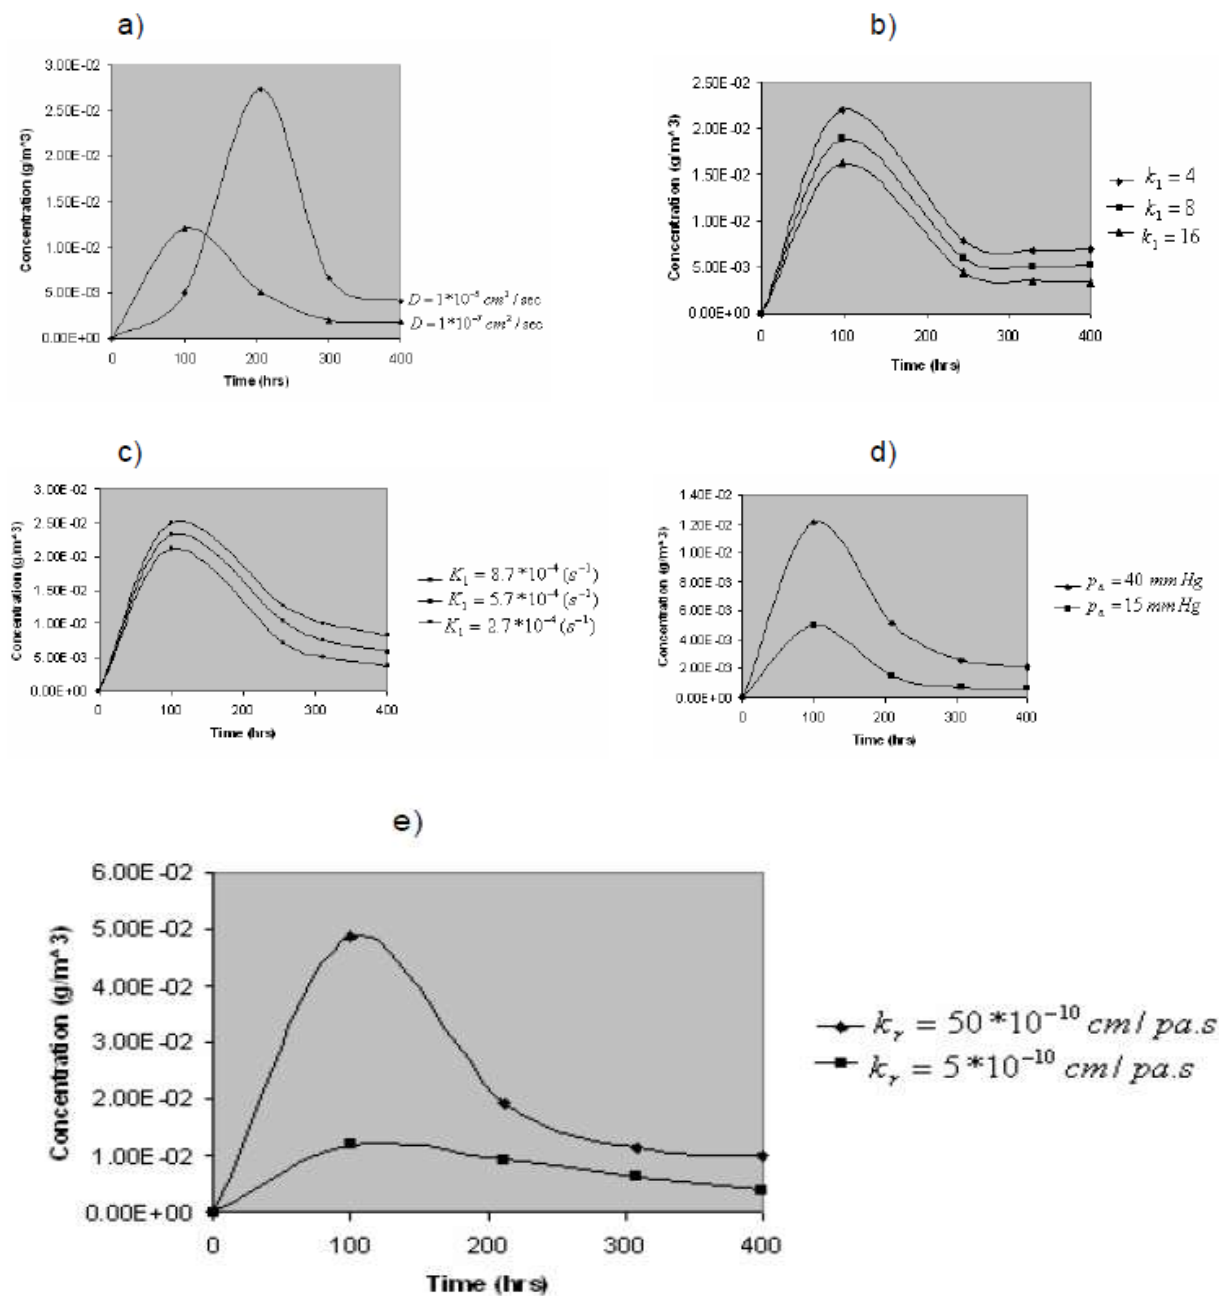 a)
3.00E-02
2.50E-02
2.00E-02
1.50E-02
1.00E-02
5.00E-03
0.00E+00
Concentration (g/m^3)
0 100 200 300 400
Time (hrs)
D = cm²/sec
D = 1*10⁻⁷ cm²/sec
b)
2.50E-02
2.00E-02
1.50E-02
1.00E-02
5.00E-03
0.00E+00
Concentration (g/m^3)
0 100 200 300 400
Time (hrs)
k₁ = 4
k₁ = 8
k₁ = 16
c)
3.00E-02
2.50E-02
2.00E-02
1.50E-02
1.00E-02
5.00E-03
0.00E+00
Concentration (g/m^3)
0 100 200 300 400
Time (hrs)
K₁ = 8.7*10⁻⁴ (s⁻¹)
K₁ = 5.7*10⁻⁴ (s⁻¹)
K₁ = 2.7*10⁻⁴ (s⁻¹)
d)
1.40E-02
1.20E-02
1.00E-02
8.00E-03
6.00E-03
4.00E-03
2.00E-03
0.00E+00
Concentration (g/m^3)
0 100 200 300 400
Time (hrs)
pₐ = 40 mmHg
pₐ = 15 mmHg
e)
6.00E-02
5.00E-02
4.00E-02
3.00E-02
2.00E-02
1.00E-02
0.00E+00
Concentration (g/m^3)
0 100 200 300 400
Time (hrs)
kᵣ = 50*10⁻¹⁰ cm/pa.s
kᵣ = 5*10⁻¹⁰ cm/pa.s